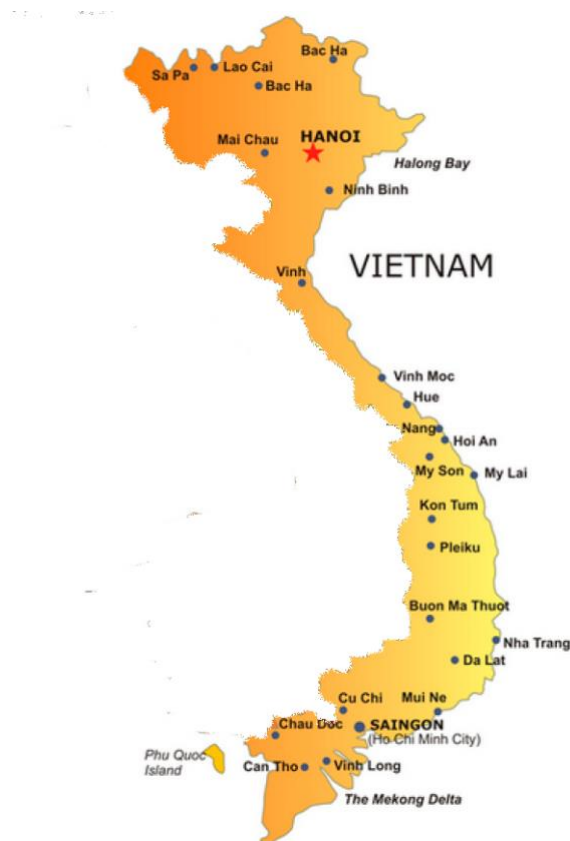 Bac Ha
Sa Pa
Lao Cai
Bac Ha
HANOI
Mai Chau
Halong Bay
Ninh Binh
VIETNAM
Vinh
Vinh Moc
Hue
Nang
Hoi An
My Son
My Lai
Kon Tum
Pleiku
Buon Ma Thuot
Nha Trang
Da Lat
Cu Chi
Mui Ne
Chau Doc
SAINGON
(Ho Chi Minh City)
Phu Quoc
Island
Can Tho
Vinh Long
The Mekong Delta